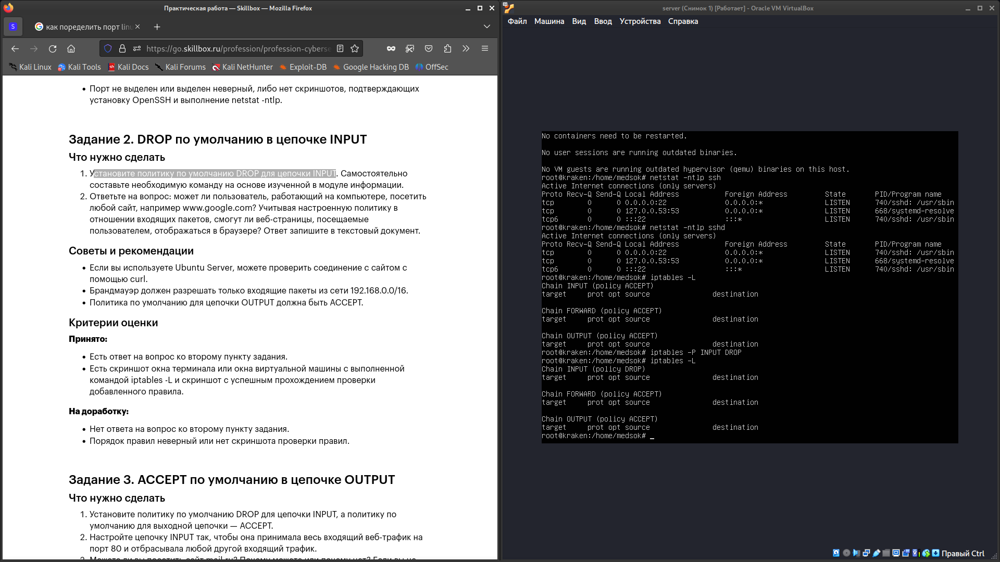 Практическая работа — Skillbox — Mozilla Firefox
S
как поределить порт linu
https://go.skillbox.ru/profession/profession-cyberse
Kali Linux Kali Tools Kali Docs Kali Forums Kali NetHunter Exploit-DB Google Hacking DB OffSec
• Порт не выделен или выделен неверный, либо нет скриншотов, подтверждающих
установку OpenSSH и выполнение netstat -ntlp.
Задание 2. DROP по умолчанию в цепочке INPUT
Что нужно сделать
1. Установите политику по умолчанию DROP для цепочки INPUT. Самостоятельно
составьте необходимую команду на основе изученной в модуле информации.
2. Ответьте на вопрос: может ли пользователь, работающий на компьютере, посетить
любой сайт, например www.google.com? Учитывая настроенную политику в
отношении входящих пакетов, смогут ли веб-страницы, посещаемые
пользователем, отображаться в браузере? Ответ запишите в текстовый документ.
Советы и рекомендации
• Если вы используете Ubuntu Server, можете проверить соединение с сайтом с
помощью curl.
• Брандмауэр должен разрешать только входящие пакеты из сети 192.168.0.0/16.
• Политика по умолчанию для цепочки OUTPUT должна быть ACCEPT.
Критерии оценки
Принято:
• Есть ответ на вопрос ко второму пункту задания.
• Есть скриншот окна терминала или окна виртуальной машины с выполненной
командой iptables -L и скриншот с успешным прохождением проверки
добавленного правила.
На доработку:
• Нет ответа на вопрос ко второму пункту задания.
• Порядок правил неверный или нет скриншота проверки правил.
Задание 3. ACCEPT по умолчанию в цепочке OUTPUT
Что нужно сделать
1. Установите политику по умолчанию DROP для цепочки INPUT, а политику по
умолчанию для выходной цепочки — ACCEPT.
2. Настройте цепочку INPUT так, чтобы она принимала весь входящий веб-трафик на
порт 80 и отбрасывала любой другой входящий трафик.
3. Можете ли вы посетить сайт mail.ru? Почему можете или почему нет? Если вы не
server (Снимок 1) [Работает] - Oracle VM VirtualBox
Файл Машина Вид Ввод Устройства Справка
No containers need to be restarted.
No user sessions are running outdated binaries.
No VM guests are running outdated hypervisor (qemu) binaries on this host.
root@kraken:/home/medsok# netstat -ntlp ssh
Active Internet connections (only servers)
Proto Recv-Q Send-Q Local Address Foreign Address State PID/Program name
tcp 0 0 0.0.0.0:22 0.0.0.0:* LISTEN 740/sshd: /usr/sbin
tcp 0 0 127.0.0.53:53 0.0.0.0:* LISTEN 668/systemd-resolve
tcp6 0 0 :::22 :::* LISTEN 740/sshd: /usr/sbin
root@kraken:/home/medsok# netstat -ntlp sshd
Active Internet connections (only servers)
Proto Recv-Q Send-Q Local Address Foreign Address State PID/Program name
tcp 0 0 0.0.0.0:22 0.0.0.0:* LISTEN 740/sshd: /usr/sbin
tcp 0 0 127.0.0.53:53 0.0.0.0:* LISTEN 668/systemd-resolve
tcp6 0 0 :::22 :::* LISTEN 740/sshd: /usr/sbin
root@kraken:/home/medsok# iptables -L
Chain INPUT (policy ACCEPT)
target prot opt source destination
Chain FORWARD (policy ACCEPT)
target prot opt source destination
Chain OUTPUT (policy ACCEPT)
target prot opt source destination
root@kraken:/home/medsok# iptables -P INPUT DROP
root@kraken:/home/medsok# iptables -L
Chain INPUT (policy DROP)
target prot opt source destination
Chain FORWARD (policy ACCEPT)
target prot opt source destination
Chain OUTPUT (policy ACCEPT)
target prot opt source destination
root@kraken:/home/medsok# _
Правый Ctrl